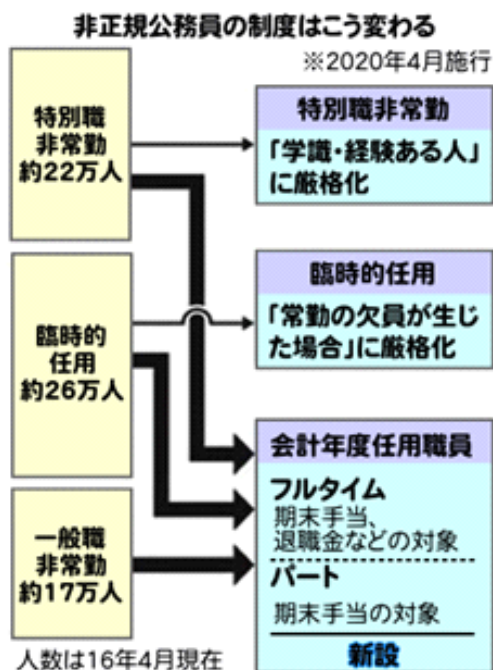 非正規公務員の制度はこう変わる
※2020年4月施行
特別職
非常勤
約22万人
臨時的
任用
約26万人
一般職
非常勤
約17万人
人数は16年4月現在
特別職非常勤
「学識・経験ある人」
に厳格化
臨時的任用
「常勤の欠員が生じ
た場合」に厳格化
会計年度任用職員
フルタイム
期末手当、
退職金などの対象
パート
期末手当の対象
新設